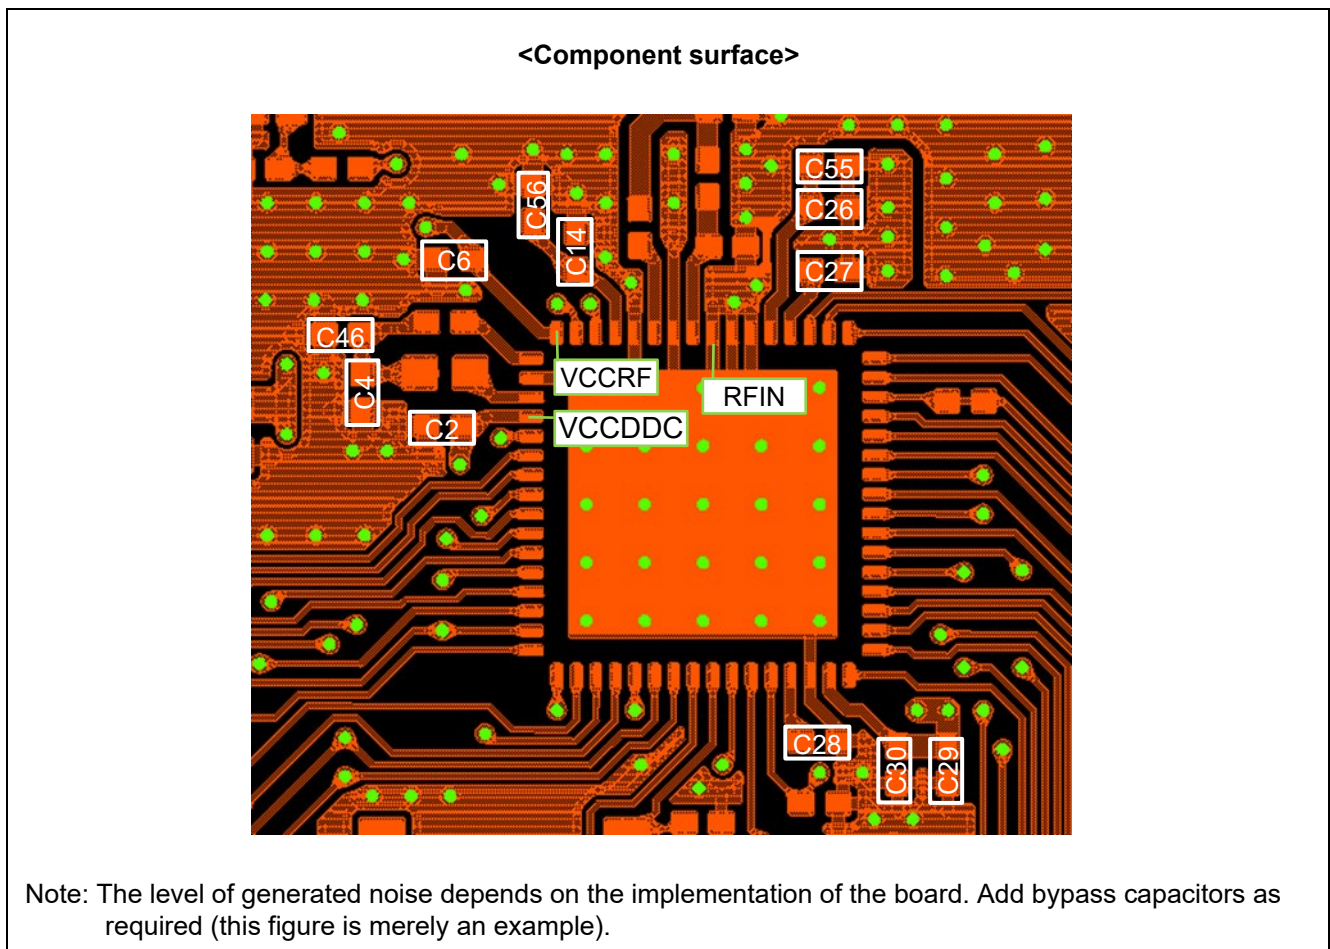 <Component surface>
C55
C56
C26
C14
C6
C27
C46
VCCRF
C4
RFIN
C2
VCCDDC
C28
C30
C29
Note: The level of generated noise depends on the implementation of the board. Add bypass capacitors as
required (this figure is merely an example).